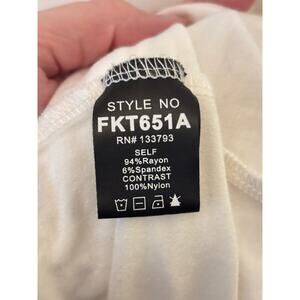 STYLE NO
FKT651A
RN# 133793
SELF
94%Rayon
6%Spandex
CONTRAST
100%Nylon